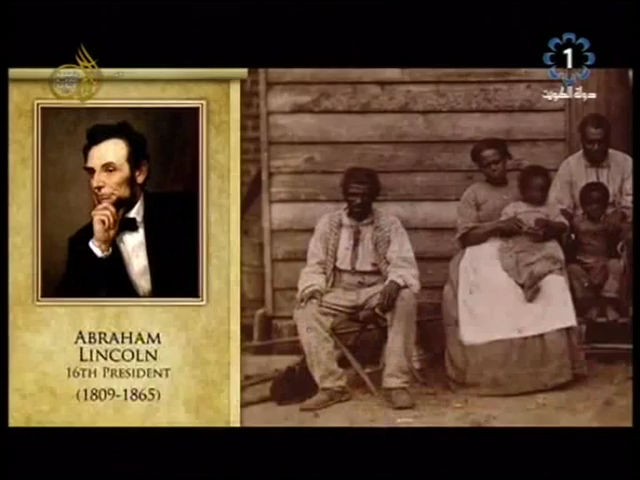 1
دولة الكويت
ABRAHAM
LINCOLN
16TH PRESIDENT
(1809-1865)